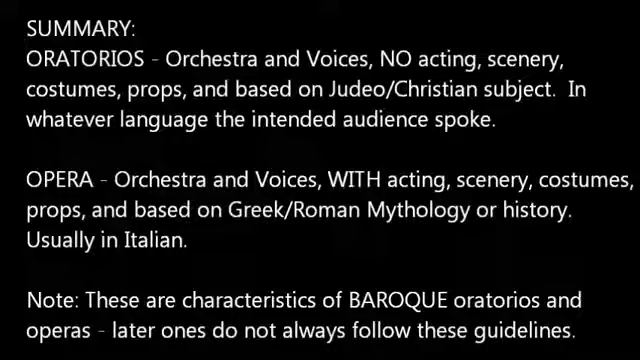 SUMMARY:
ORATORIOS - Orchestra and Voices, NO acting, scenery,
costumes, props, and based on Judeo/Christian subject.  In
whatever language the intended audience spoke.
OPERA - Orchestra and Voices, WITH acting, scenery, costumes,
props, and based on Greek/Roman Mythology or history.
Usually in Italian.
Note: These are characteristics of BAROQUE oratorios and
operas - later ones do not always follow these guidelines.